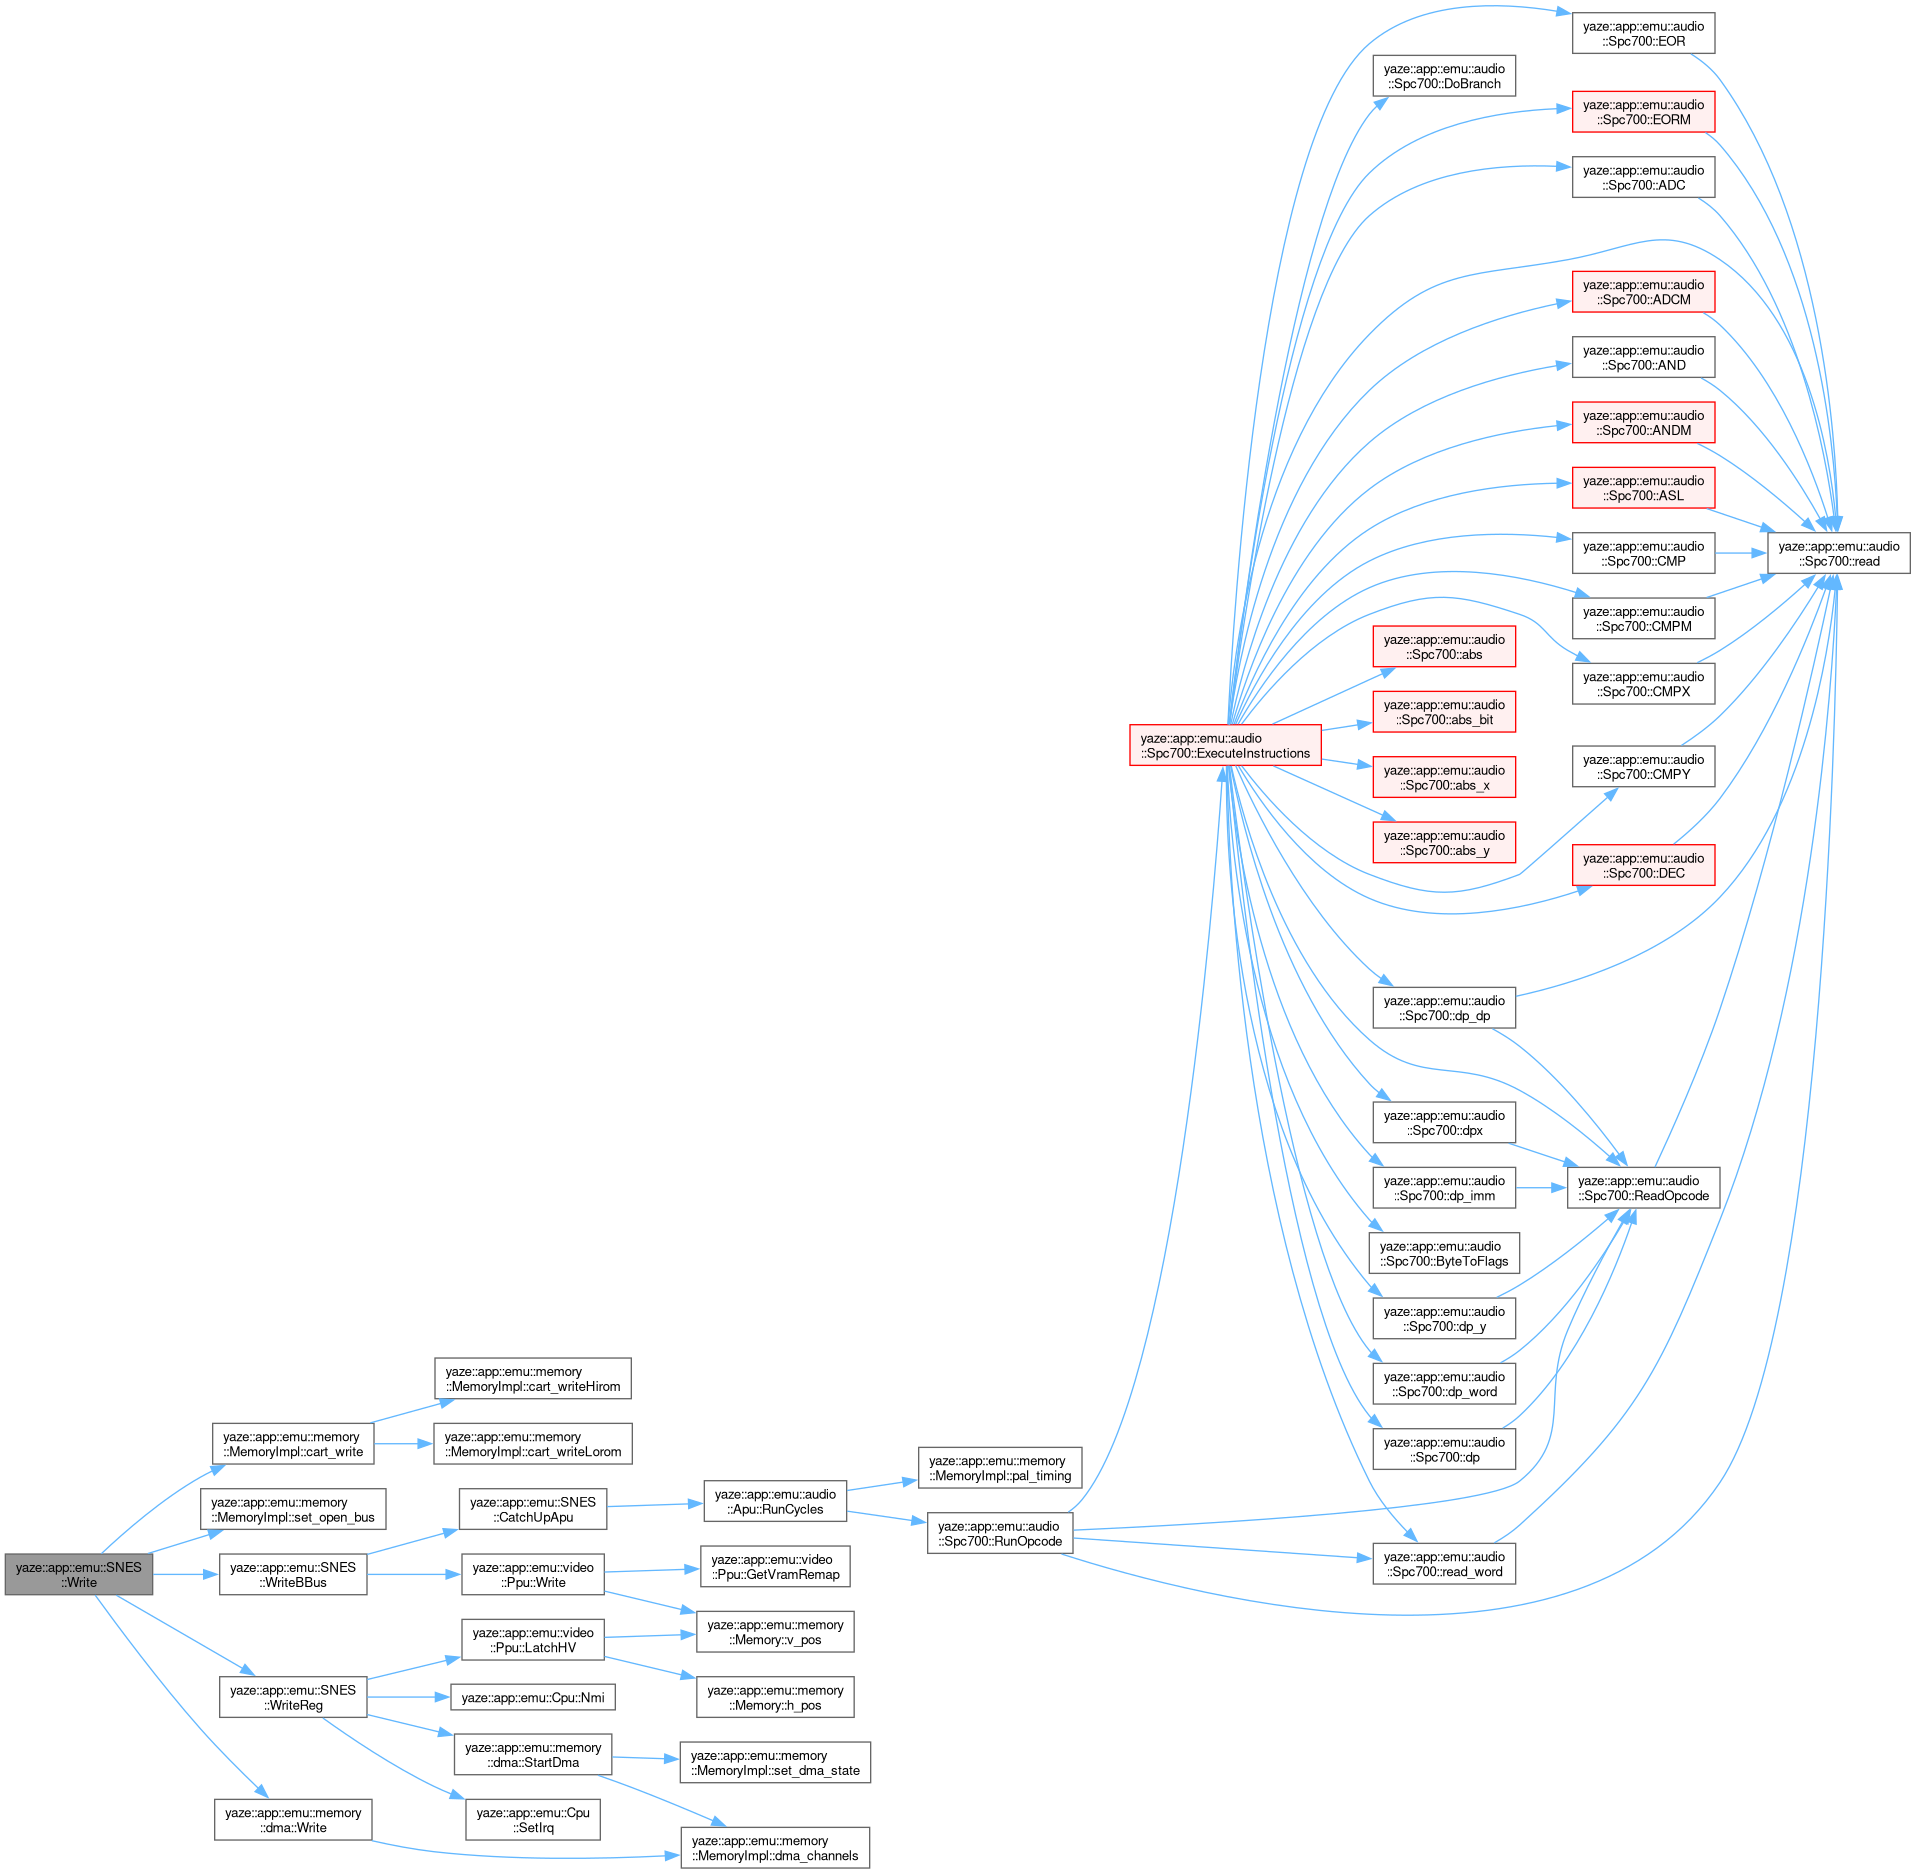 yaze::app::emu::SNES
::Write
yaze::app::emu::memory
::MemoryImpl::cart_write
yaze::app::emu::memory
::MemoryImpl::cart_writeHirom
yaze::app::emu::memory
::MemoryImpl::cart_writeLorom
yaze::app::emu::memory
::MemoryImpl::set_open_bus
yaze::app::emu::SNES
::WriteBBus
yaze::app::emu::SNES
::CatchUpApu
yaze::app::emu::audio
::Apu::RunCycles
yaze::app::emu::memory
::MemoryImpl::pal_timing
yaze::app::emu::audio
::Spc700::RunOpcode
yaze::app::emu::video
::Ppu::Write
yaze::app::emu::video
::Ppu::GetVramRemap
yaze::app::emu::memory
::Memory::v_pos
yaze::app::emu::SNES
::WriteReg
yaze::app::emu::video
::Ppu::LatchHV
yaze::app::emu::memory
::Memory::h_pos
yaze::app::emu::Cpu::Nmi
yaze::app::emu::memory
::dma::StartDma
yaze::app::emu::memory
::MemoryImpl::set_dma_state
yaze::app::emu::Cpu
::SetIrq
yaze::app::emu::memory
::dma::Write
yaze::app::emu::memory
::MemoryImpl::dma_channels
yaze::app::emu::audio
::Spc700::ExecuteInstructions
yaze::app::emu::audio
::Spc700::EOR
yaze::app::emu::audio
::Spc700::DoBranch
yaze::app::emu::audio
::Spc700::EORM
yaze::app::emu::audio
::Spc700::ADC
yaze::app::emu::audio
::Spc700::ADCM
yaze::app::emu::audio
::Spc700::AND
yaze::app::emu::audio
::Spc700::ANDM
yaze::app::emu::audio
::Spc700::ASL
yaze::app::emu::audio
::Spc700::CMP
yaze::app::emu::audio
::Spc700::read
yaze::app::emu::audio
::Spc700::CMPM
yaze::app::emu::audio
::Spc700::abs
yaze::app::emu::audio
::Spc700::CMPX
yaze::app::emu::audio
::Spc700::abs_bit
yaze::app::emu::audio
::Spc700::abs_x
yaze::app::emu::audio
::Spc700::CMPY
yaze::app::emu::audio
::Spc700::abs_y
yaze::app::emu::audio
::Spc700::DEC
yaze::app::emu::audio
::Spc700::dp_dp
yaze::app::emu::audio
::Spc700::dpx
yaze::app::emu::audio
::Spc700::dp_imm
yaze::app::emu::audio
::Spc700::ReadOpcode
yaze::app::emu::audio
::Spc700::ByteToFlags
yaze::app::emu::audio
::Spc700::dp_y
yaze::app::emu::audio
::Spc700::dp_word
yaze::app::emu::audio
::Spc700::dp
yaze::app::emu::audio
::Spc700::read_word